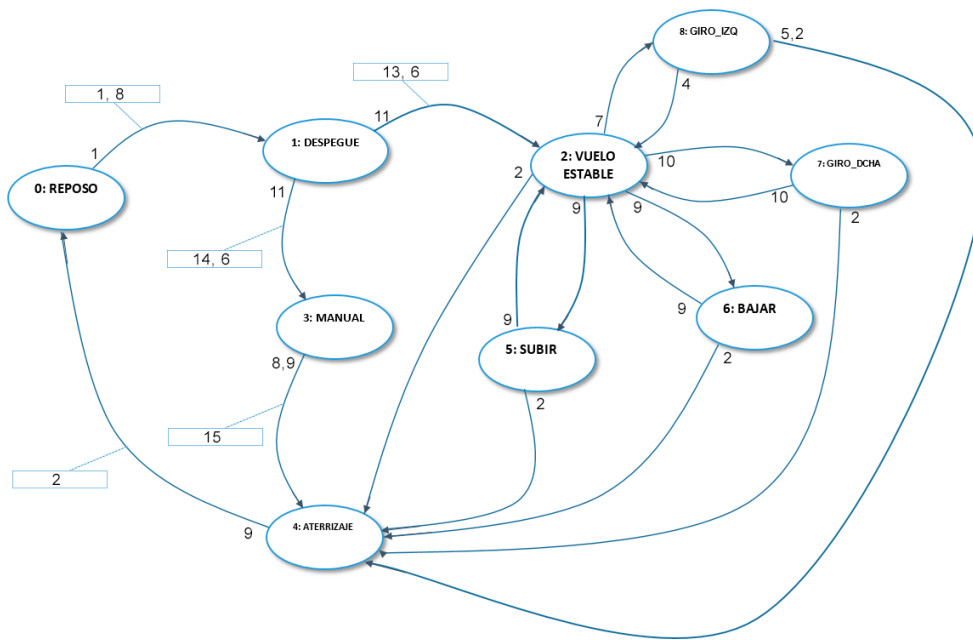 8: GIRO_IZQ
5,2
13, 6
4
1, 8
11
7
1: DESPEGUE
2: VUELO
ESTABLE
10
7: GIRO_DCHA
1
2
0: REPOSO
11
9
9
10
2
14, 6
3: MANUAL
9
6: BAJAR
9
5: SUBIR
8,9
2
2
15
2
9
4: ATERRIZAJE